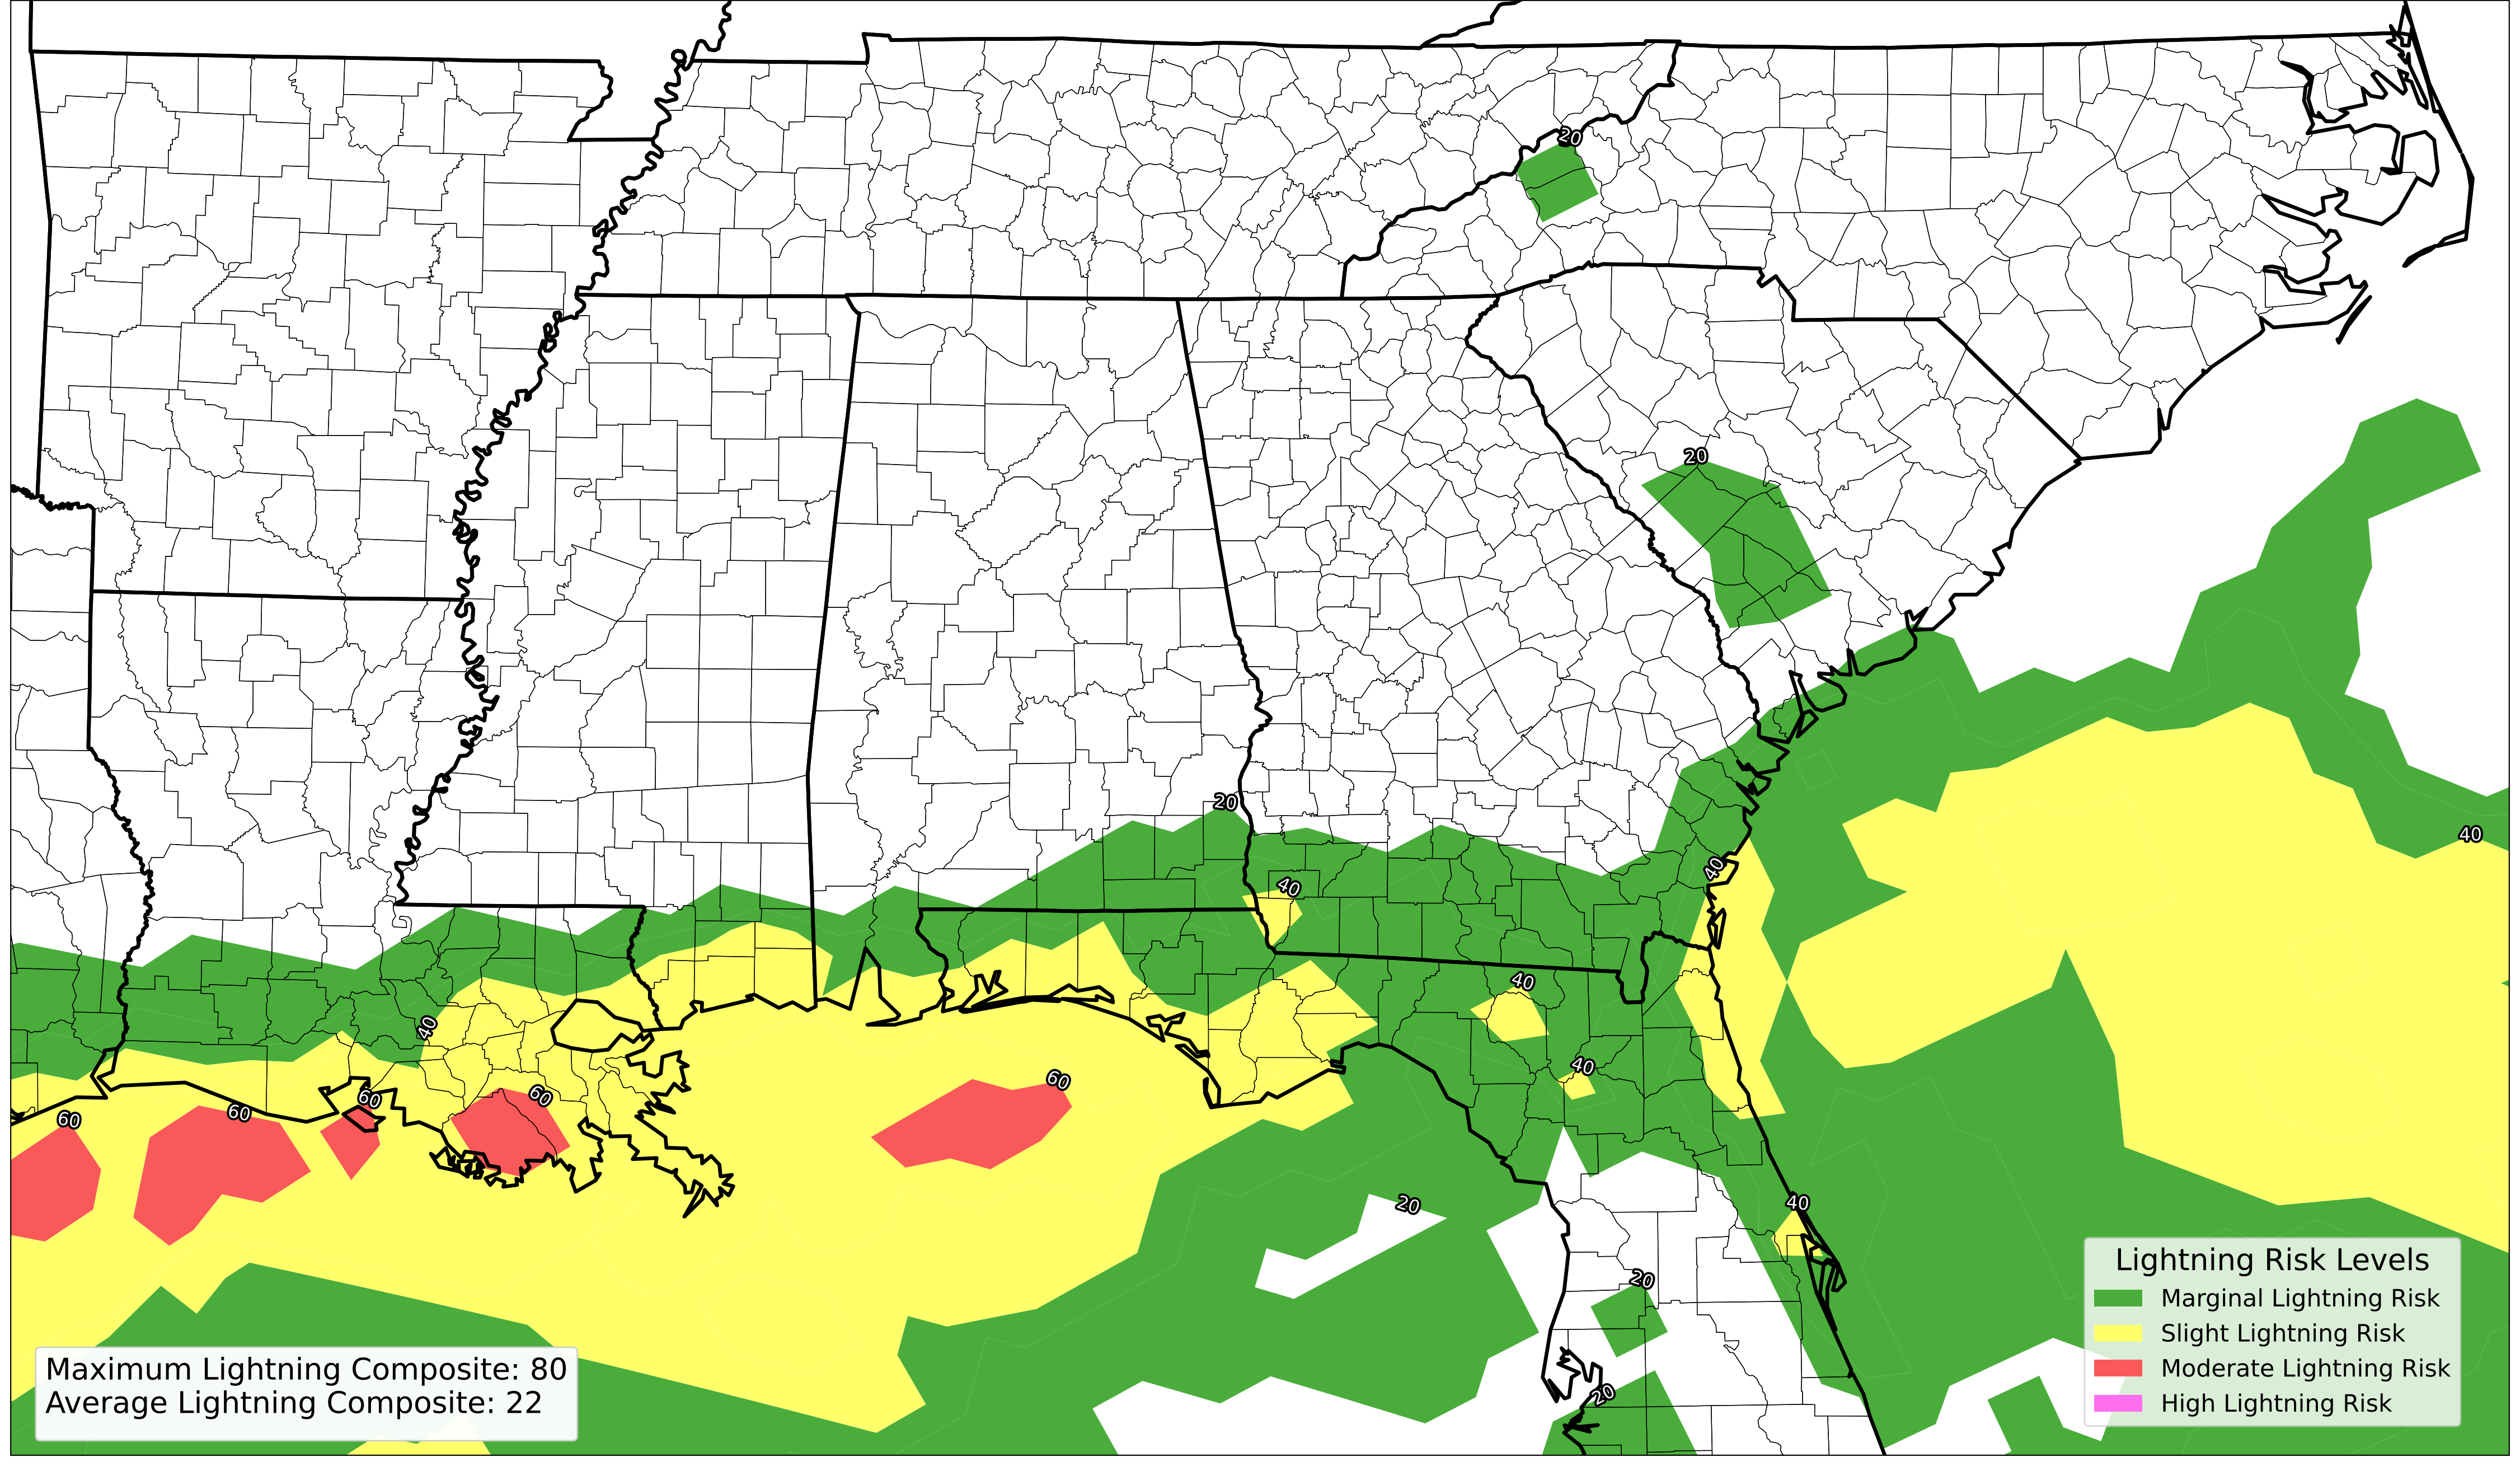 20
20
20
40
40
40
40
40
40
60
60
60
60
60
40
20
20
20
Lightning Risk Levels
Marginal Lightning Risk
Slight Lightning Risk
Moderate Lightning Risk
High Lightning Risk
Maximum Lightning Composite: 80
Average Lightning Composite: 22